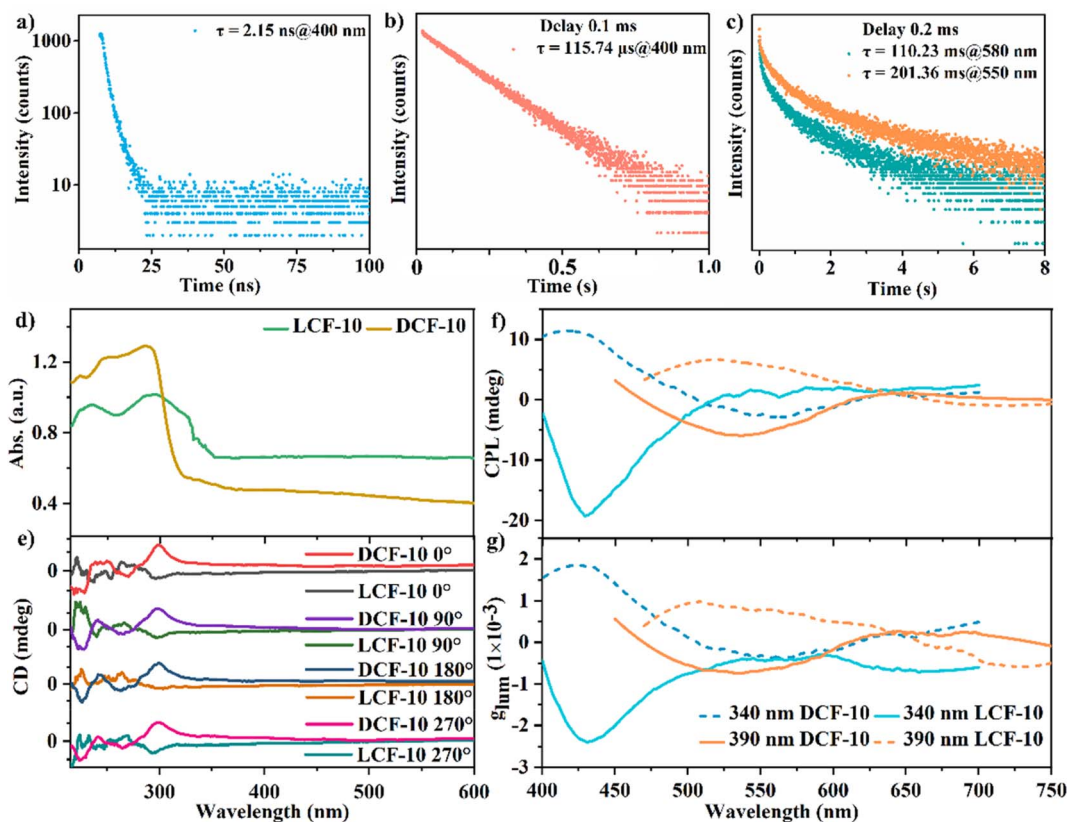 a)
τ = 2.15 ns@400 nm
1000
100
10
Intensity (counts)
0
25
50
75
100
Time (ns)
b)
Delay 0.1 ms
τ = 115.74 μs@400 nm
Intensity (counts)
0.5
1.0
Time (s)
c)
Delay 0.2 ms
τ = 110.23 ms@580 nm
τ = 201.36 ms@550 nm
Intensity (counts)
0
2
4
6
8
Time (s)
d)
LCF-10
DCF-10
1.2
0.8
0.4
Abs. (a.u.)
e)
DCF-10 0°
0
LCF-10 0°
DCF-10 90°
0
LCF-10 90°
DCF-10 180°
0
LCF-10 180°
DCF-10 270°
0
LCF-10 270°
CD (mdeg)
300
400
500
600
Wavelength (nm)
f)
10
0
-10
-20
CPL (mdeg)
g)
2
1
0
-1
-2
-3
glum (1×10-3)
340 nm DCF-10
340 nm LCF-10
390 nm DCF-10
390 nm LCF-10
400
450
500
550
600
650
700
750
Wavelength (nm)